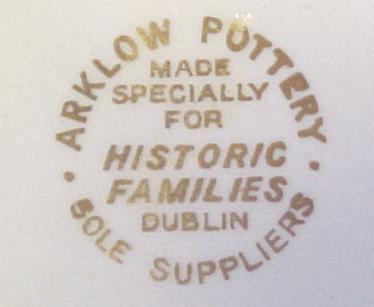 ARKLOW POTTERY
MADE
SPECIALLY
FOR
HISTORIC
FAMILIES
DUBLIN
SOLE SUPPLIERS